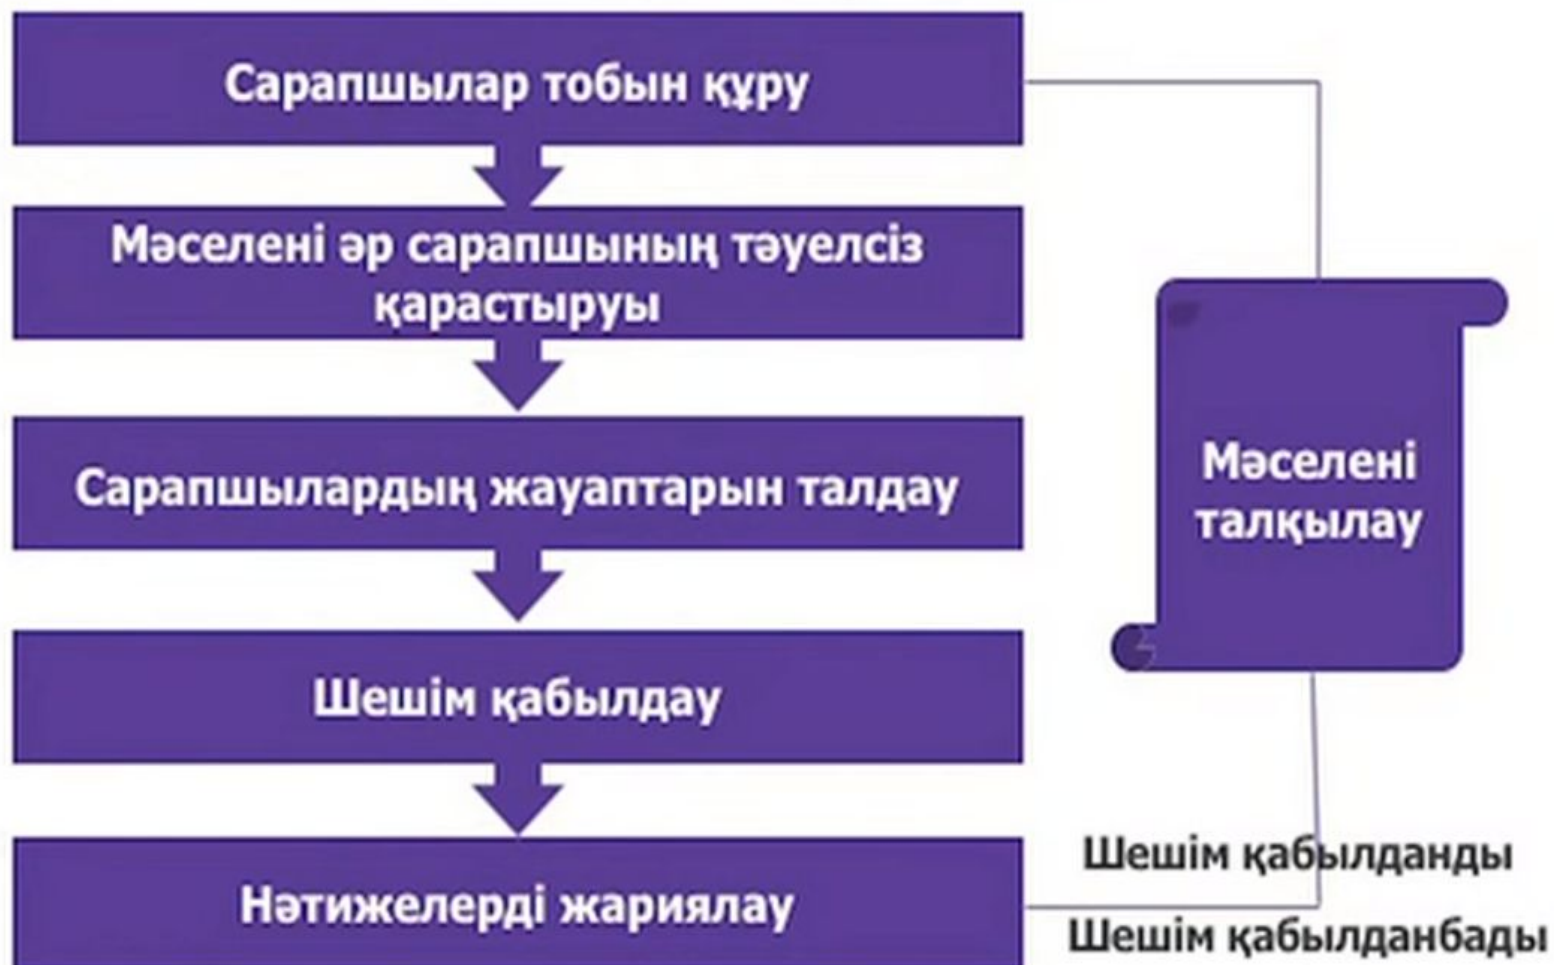 Сарапшылар тобын құру
Мәселені әр сарапшының тәуелсіз
қарастыруы
Сарапшылардың жауаптарын талдау
Шешім қабылдау
Нәтижелерді жариялау
Мәселені
талқылау
Шешім қабылданды
Шешім қабылданбады